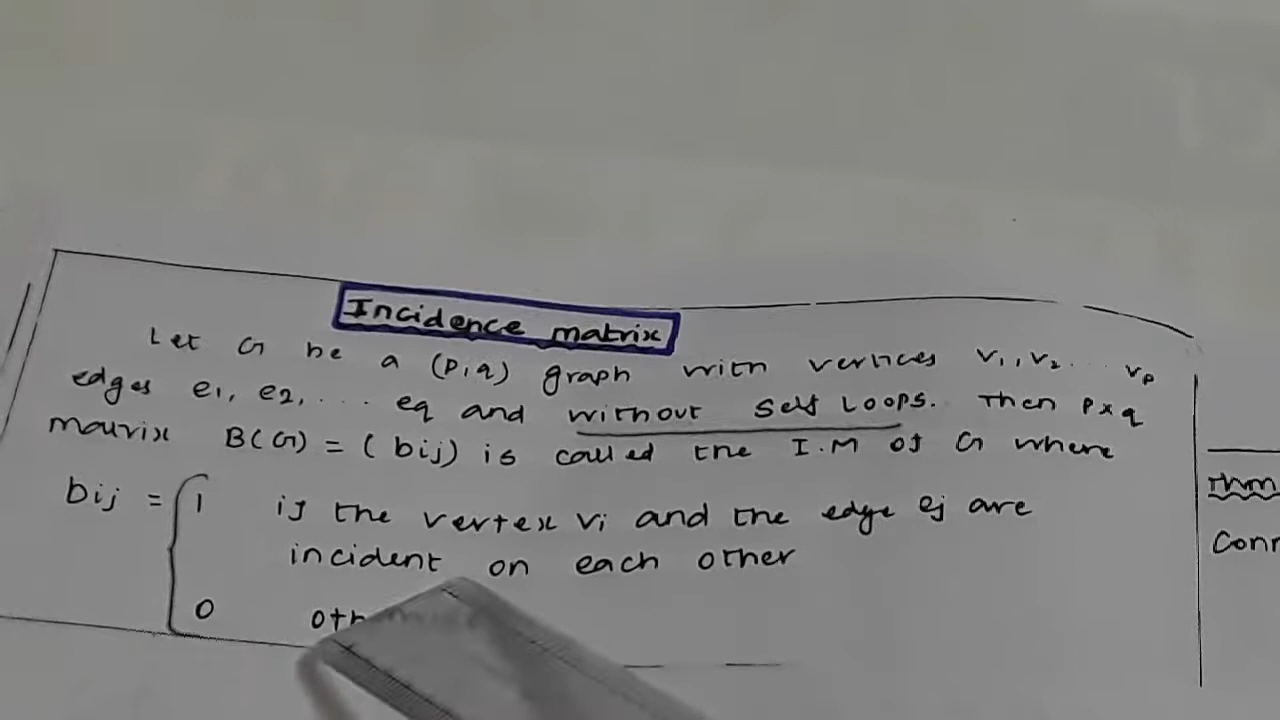 Incidence matrix
Let G be a (p,q) graph with vertices v1, v2 ... vp
edges e1, e2, ... eq and without self loops. Then p x q
matrix B(G) = (bij) is called the I.M of G where
bij = { 1 if the vertex vi and the edge ej are
incident on each other
0 oth
Thm
Conn